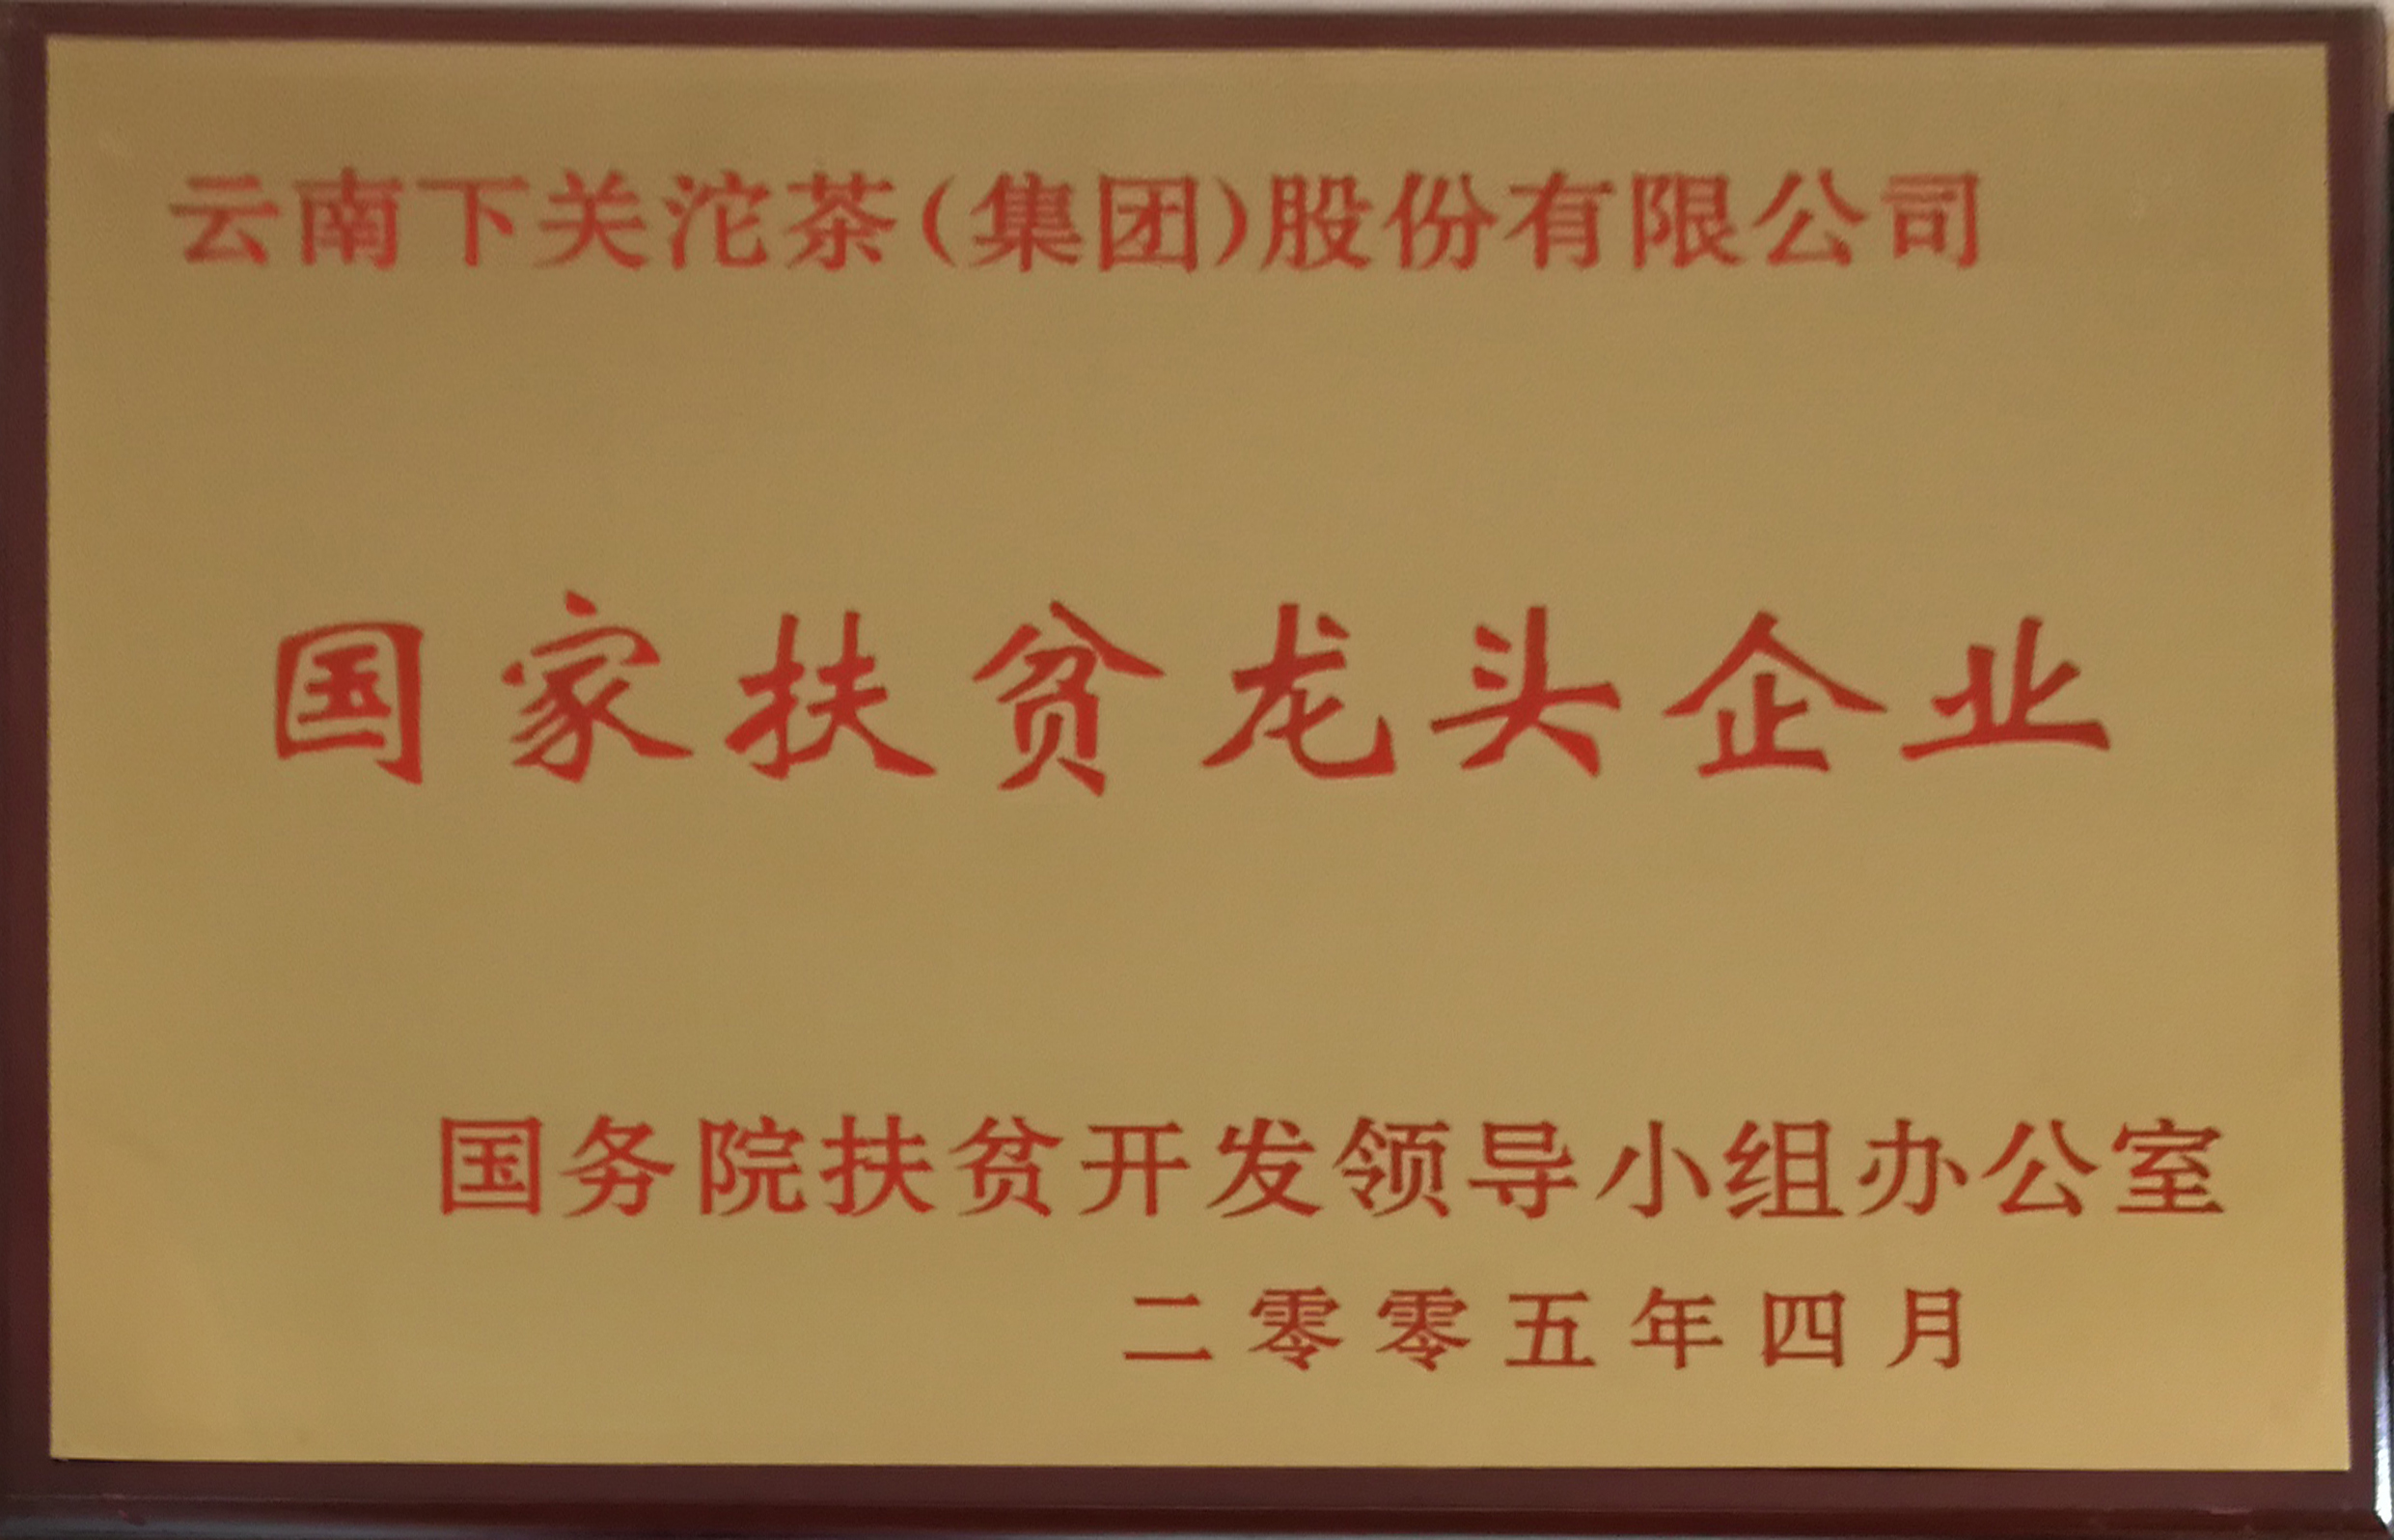 云南下关沱茶(集团)股份有限公司
国家扶贫龙头企业
国务院扶贫开发领导小组办公室
二零零五年四月